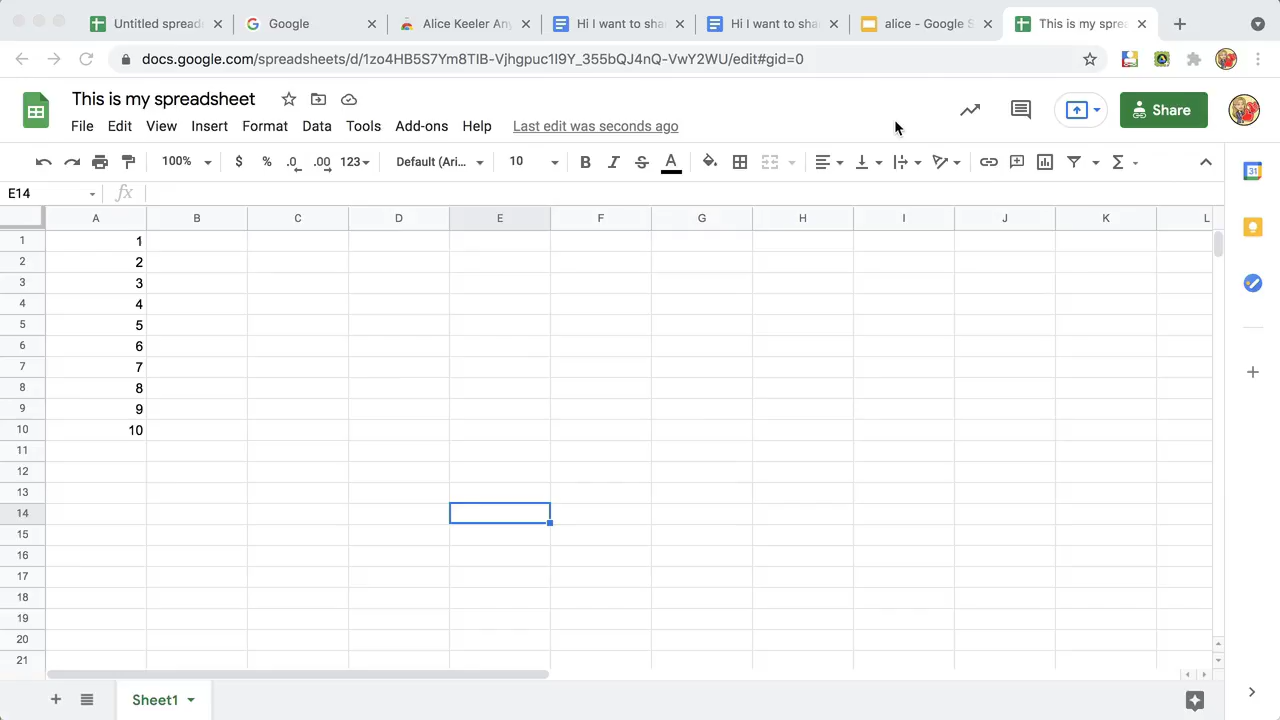 Untitled spreads
Google
Alice Keeler Any
Hi I want to sha
Hi I want to sha
alice - Google S
This is my sprea
docs.google.com/spreadsheets/d/1zo4HB5S7Ym8TIB-Vjhgpuc1I9Y_355bQJ4nQ-VwY2WU/edit#gid=0
This is my spreadsheet
Share
File Edit View Insert Format Data Tools Add-ons Help Last edit was seconds ago
100% $ % .0 .00 123 Default (Ari... 10 B I S A Σ
31
E14 fx
A B C D E F G H I J K L
1 1
2 2
3 3
4 4
5 5
6 6
7 7
8 8
9 9
10 10
11
12
13
14
15
16
17
18
19
20
21
Sheet1